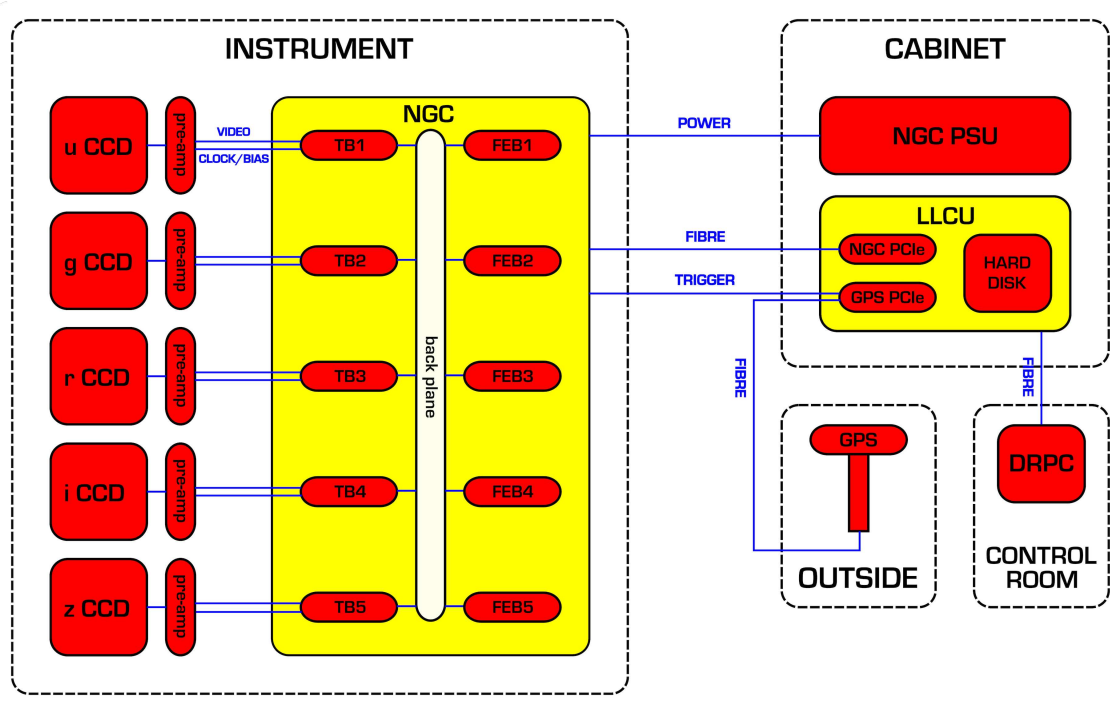 INSTRUMENT
NGC
u CCD
pre-amp
VIDEO
CLOCK/BIAS
TB1
FEB1
g CCD
pre-amp
TB2
FEB2
r CCD
pre-amp
TB3
FEB3
back plane
i CCD
pre-amp
TB4
FEB4
z CCD
pre-amp
TB5
FEB5
POWER
FIBRE
TRIGGER
FIBRE
CABINET
NGC PSU
LLCU
NGC PCIe
GPS PCIe
HARD
DISK
FIBRE
GPS
OUTSIDE
DRPC
CONTROL
ROOM